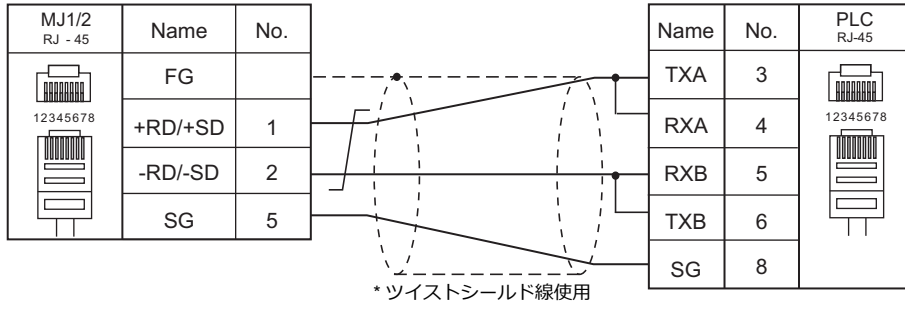 MJ1/2
RJ - 45
Name
No.
Name
No.
PLC
RJ-45
FG
TXA
3
12345678
+RD/+SD
1
RXA
4
12345678
-RD/-SD
2
RXB
5
SG
5
TXB
6
SG
8
* ツイストシールド線使用